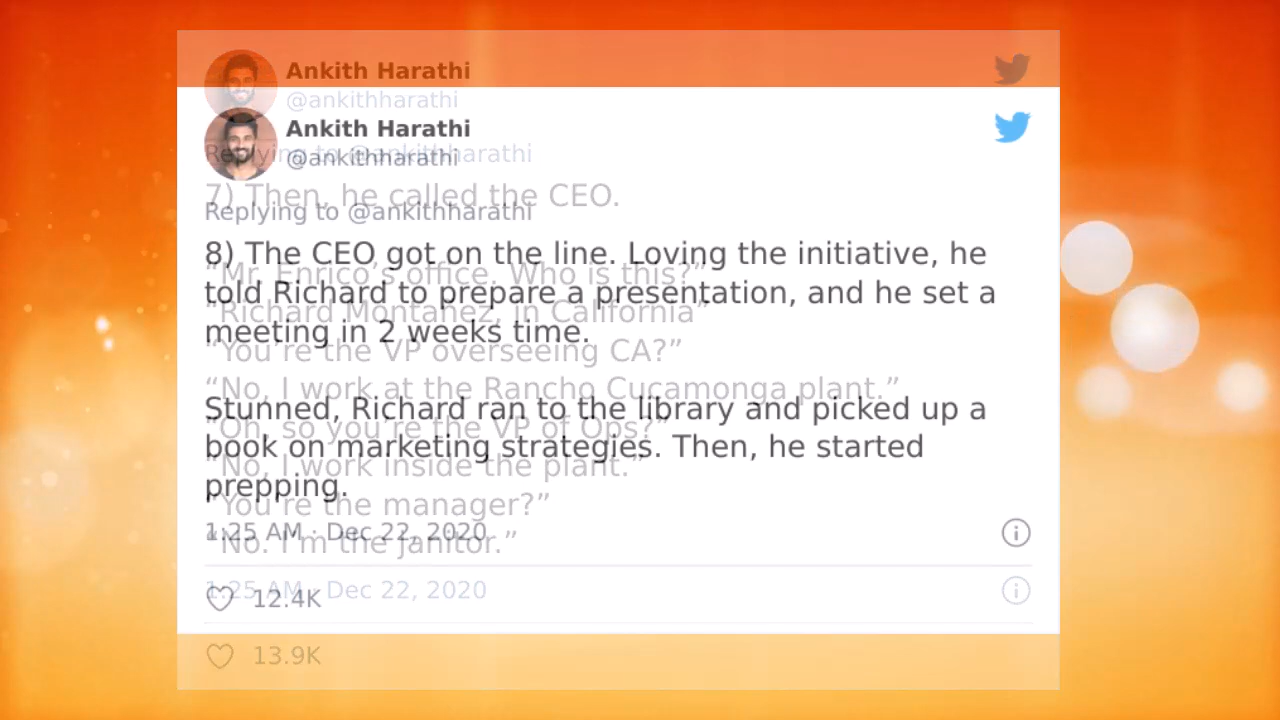 Ankith Harathi
@ankithharathi
Replying to @ankithharathi
7) Then, he called the CEO.
“Mr. Enrico’s office. Who is this?”
“Richard Montanez, in California”
“You’re the VP overseeing CA?”
“No, I work at the Rancho Cucamonga plant.”
“Oh, so you’re the VP of Ops?”
“No, I work inside the plant.”
“You’re the manager?”
“No. I’m the janitor.”
1:25 AM · Dec 22, 2020
13.9K
Ankith Harathi
@ankithharathi
Replying to @ankithharathi
8) The CEO got on the line. Loving the initiative, he
told Richard to prepare a presentation, and he set a
meeting in 2 weeks time.
Stunned, Richard ran to the library and picked up a
book on marketing strategies. Then, he started
prepping.
1:25 AM · Dec 22, 2020
12.4K